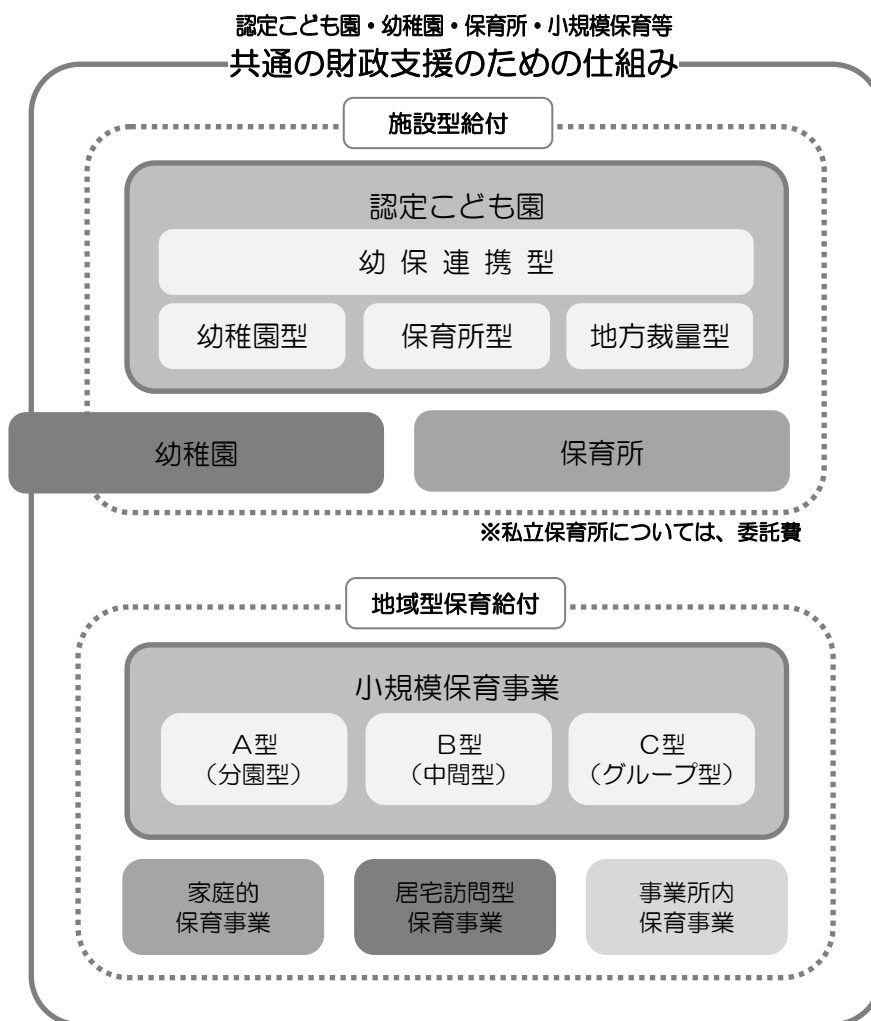 認定こども園・幼稚園・保育所・小規模保育等
共通の財政支援のための仕組み
施設型給付
認定こども園
幼保連携型
幼稚園型
保育所型
地方裁量型
幼稚園
保育所
※私立保育所については、委託費
地域型保育給付
小規模保育事業
A型
（分園型）
B型
（中間型）
C型
（グループ型）
家庭的
保育事業
居宅訪問型
保育事業
事業所内
保育事業